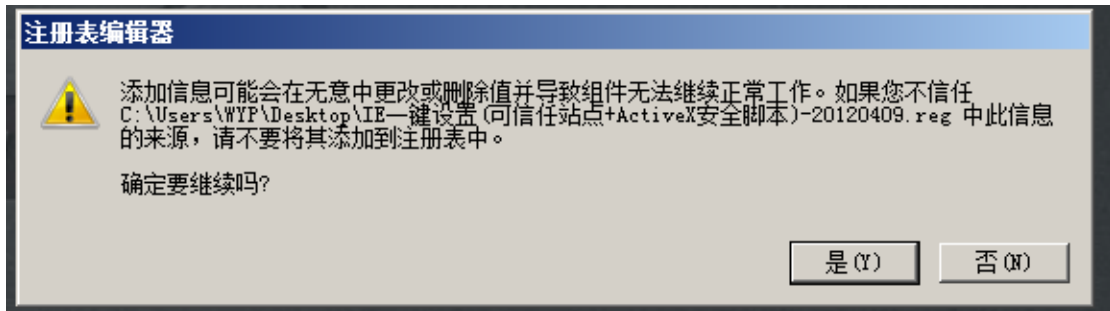 注册表编辑器
添加信息可能会在无意中更改或删除值并导致组件无法继续正常工作。如果您不信任
C:\Users\WYP\Desktop\IE一键设置(可信任站点+ActiveX安全脚本)-20120409.reg 中此信息
的来源，请不要将其添加到注册表中。
确定要继续吗?
是(Y)
否(N)